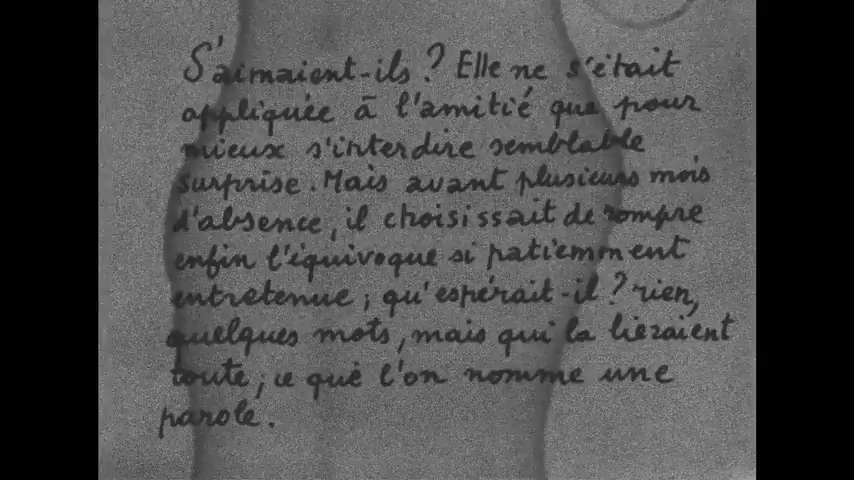 S'aimaient-ils ? Elle ne s'était
appliquée à l'amitié que pour
mieux s'interdire semblable
surprise. Mais avant plusieurs mois
d'absence, il choisissait de rompre
enfin l'équivoque si patiemment
entretenue ; qu'espérait-il ? rien,
quelques mots, mais qui la lieraient
toute ; ce que l'on nomme une
parole.